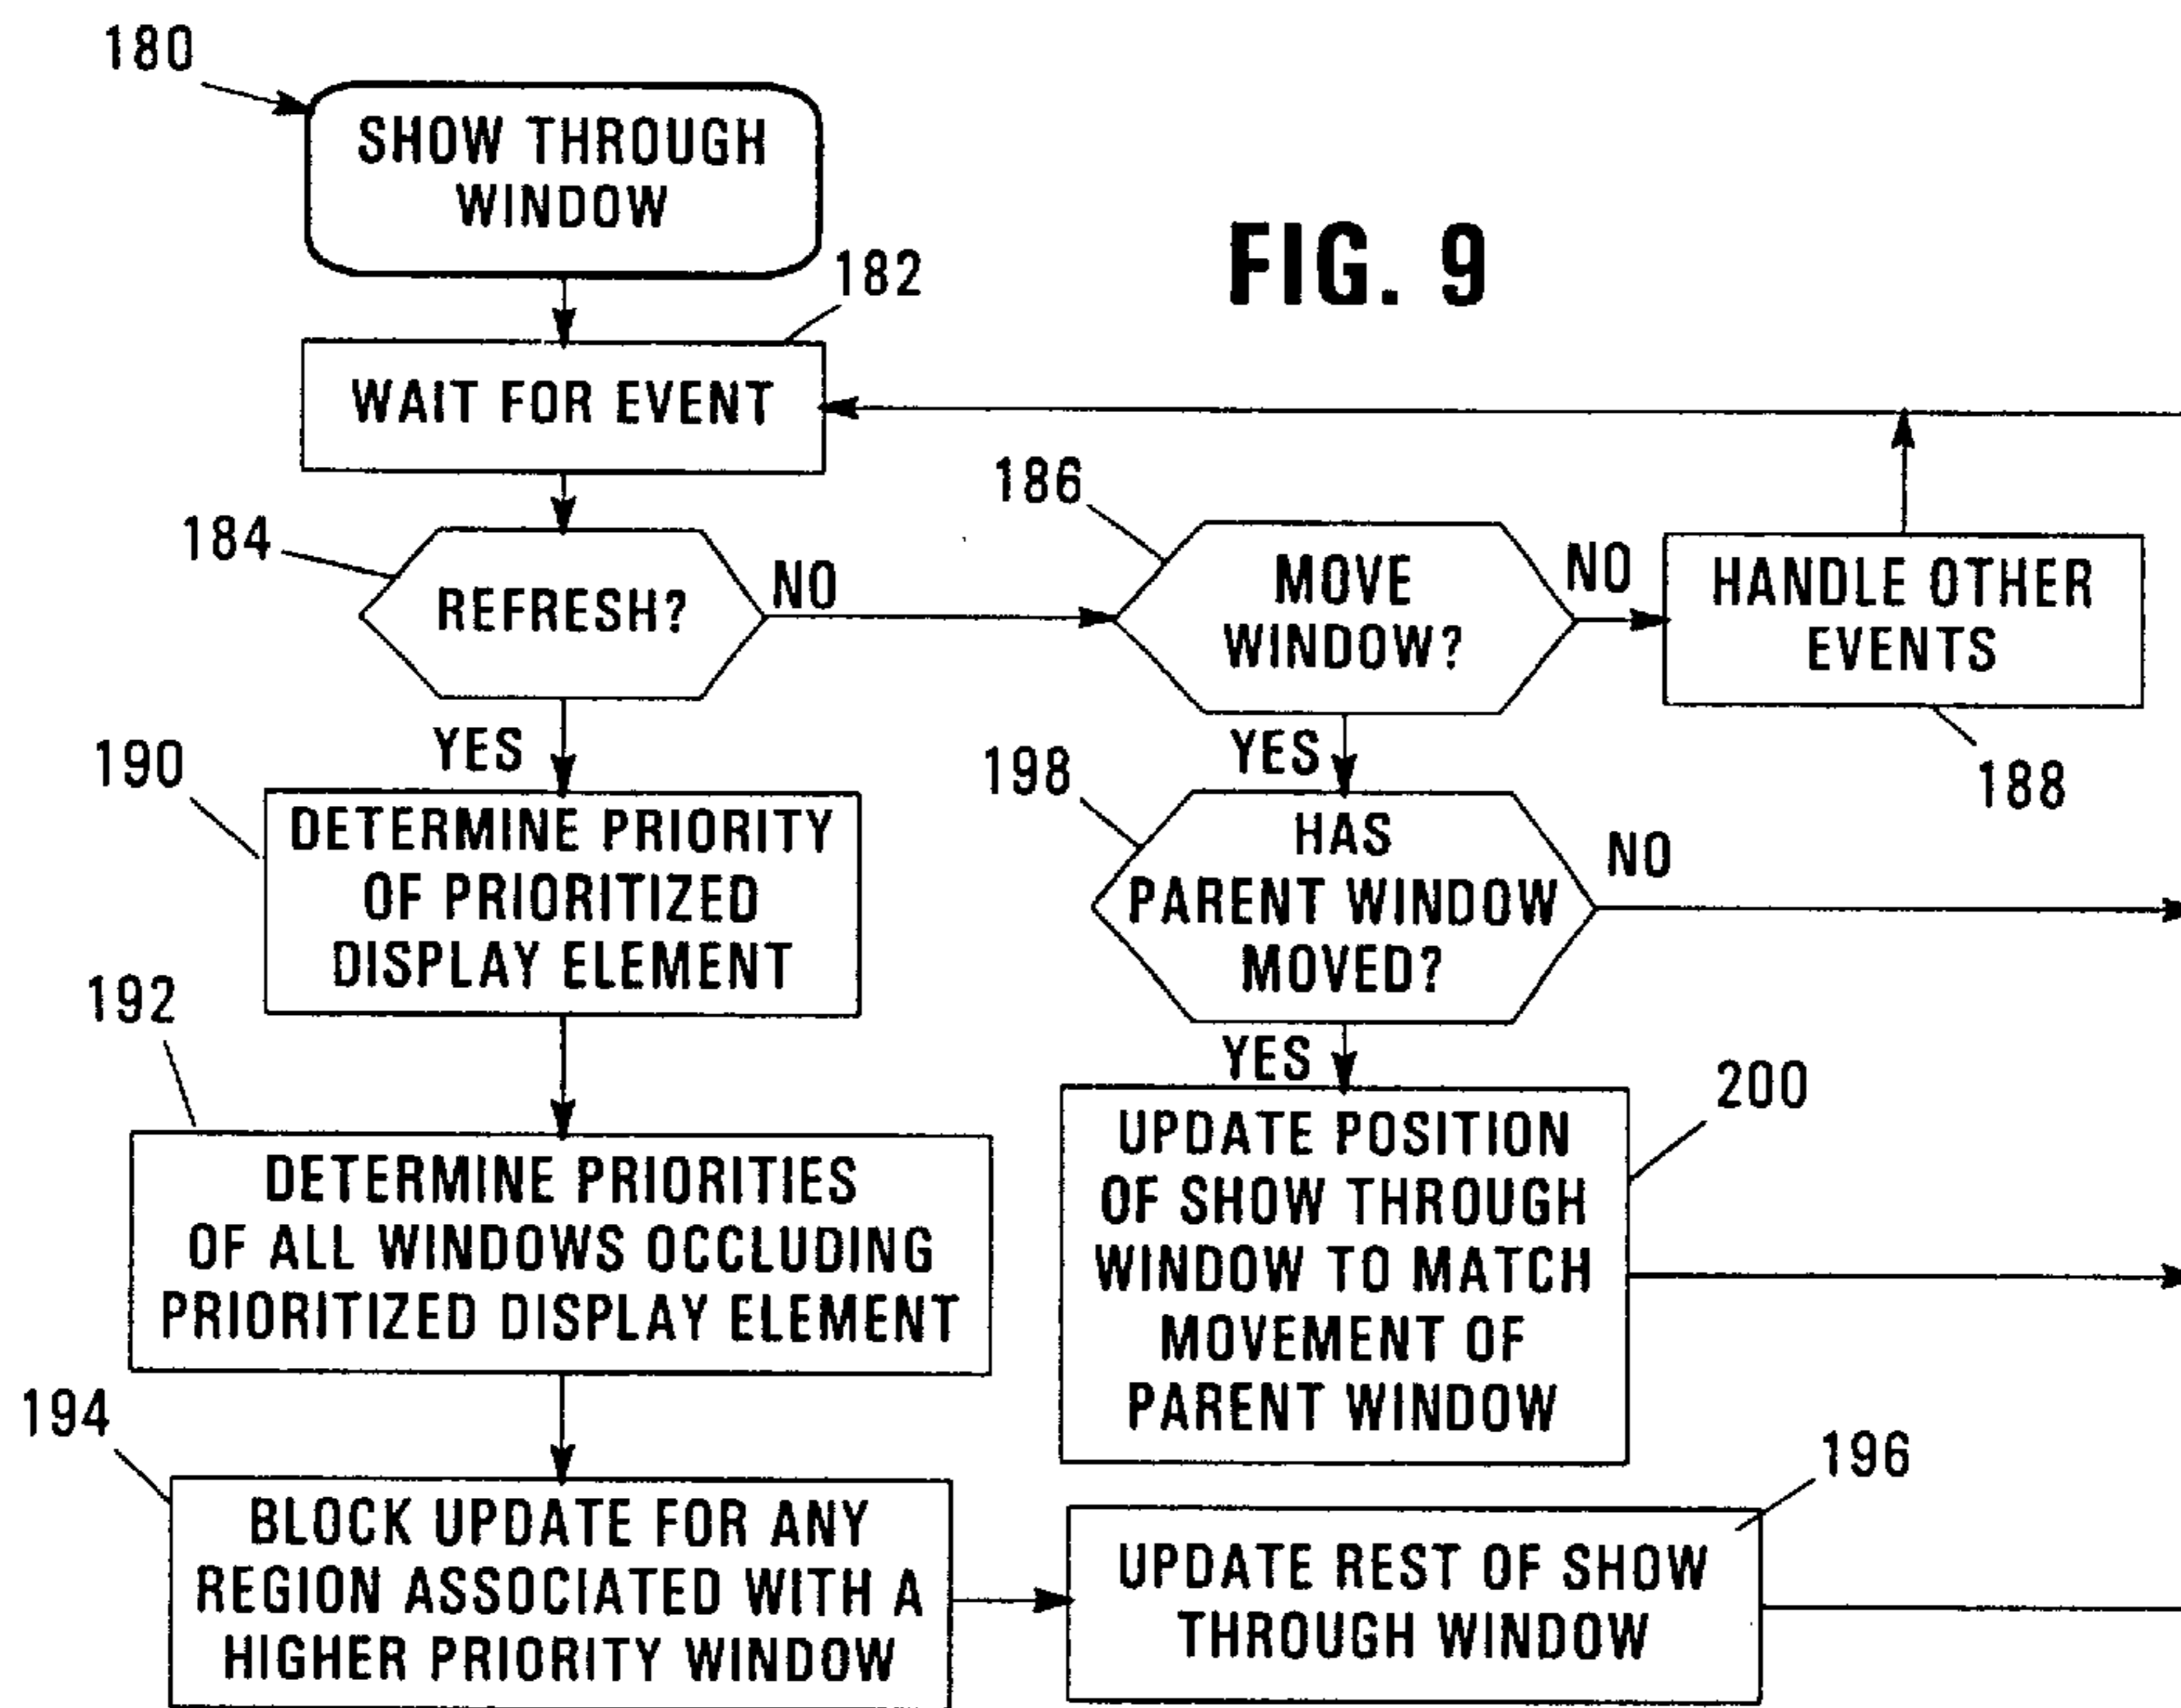 180
SHOW THROUGH
WINDOW
FIG. 9
182
WAIT FOR EVENT
184
REFRESH?
NO
186
MOVE
WINDOW?
NO
HANDLE OTHER
EVENTS
188
YES
190
DETERMINE PRIORITY
OF PRIORITIZED
DISPLAY ELEMENT
YES
198
HAS
PARENT WINDOW
MOVED?
NO
192
DETERMINE PRIORITIES
OF ALL WINDOWS OCCLUDING
PRIORITIZED DISPLAY ELEMENT
YES
200
UPDATE POSITION
OF SHOW THROUGH
WINDOW TO MATCH
MOVEMENT OF
PARENT WINDOW
194
BLOCK UPDATE FOR ANY
REGION ASSOCIATED WITH A
HIGHER PRIORITY WINDOW
196
UPDATE REST OF SHOW
THROUGH WINDOW